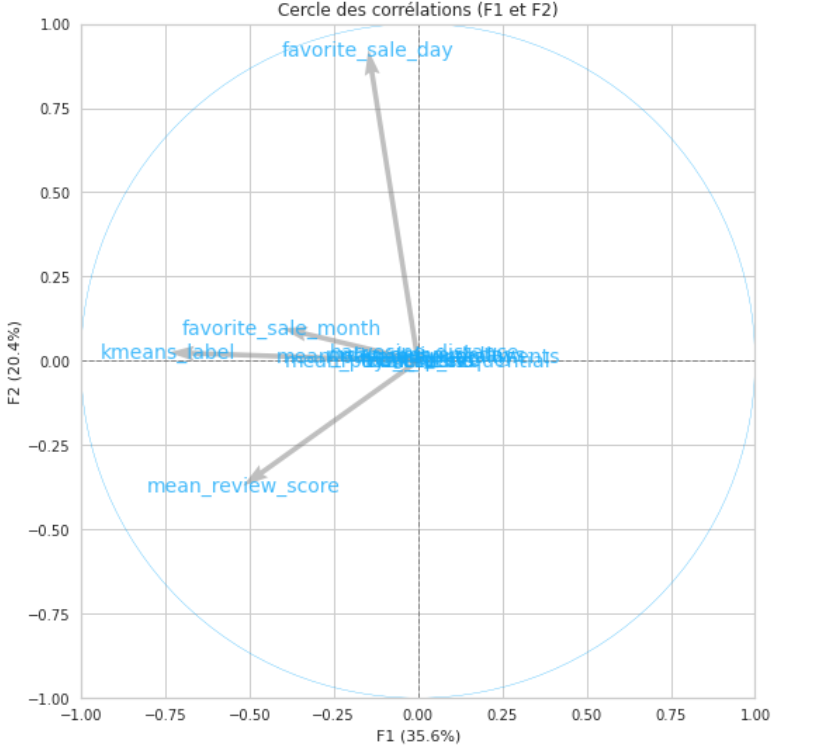 Cercle des corrélations (F1 et F2)
1.00
favorite_sale_day
0.75
0.50
0.25
favorite_sale_month
kmeans_label
0.00
−0.25
mean_review_score
−0.50
−0.75
−1.00
F2 (20.4%)
−1.00
−0.75
−0.50
−0.25
0.00
0.25
0.50
0.75
1.00
F1 (35.6%)